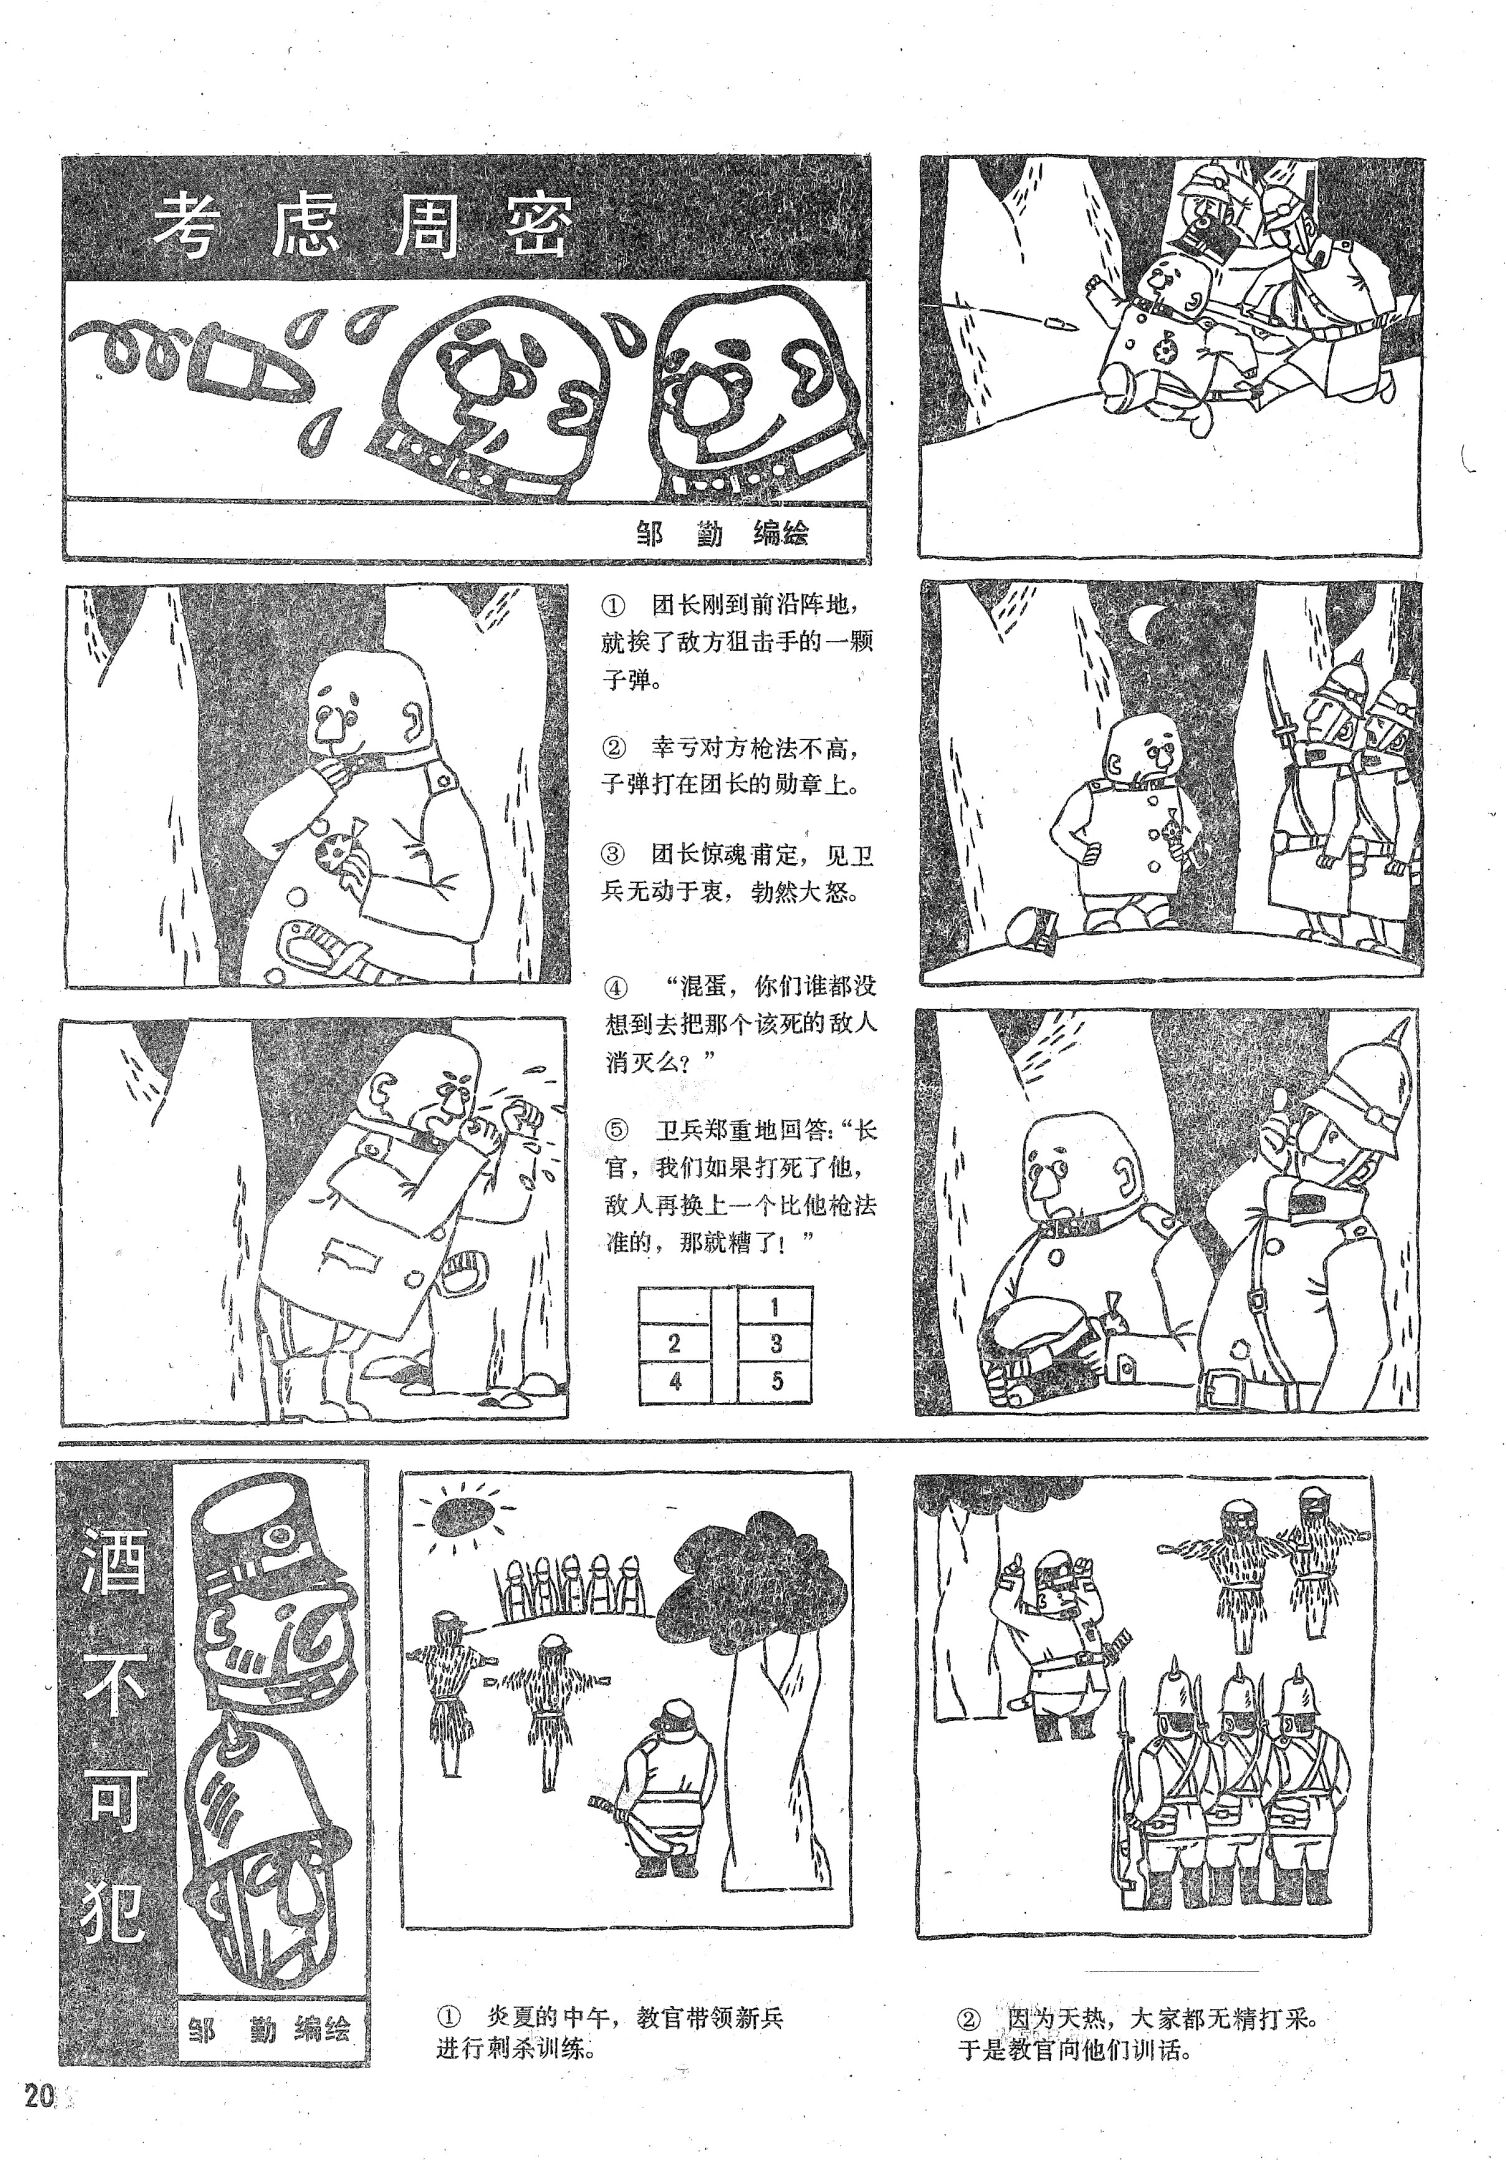 考虑周密
邹 勤 编绘
① 团长刚到前沿阵地，
就挨了敌方狙击手的一颗
子弹。
② 幸亏对方枪法不高，
子弹打在团长的勋章上。
③ 团长惊魂甫定，见卫
兵无动于衷，勃然大怒。
④ “混蛋，你们谁都没
想到去把那个该死的敌人
消灭么？”
⑤ 卫兵郑重地回答：“长
官，我们如果打死了他，
敌人再换上一个比他枪法
准的，那就糟了！”
1
2 3
4 5
酒不可犯
邹 勤 编绘
① 炎夏的中午，教官带领新兵
进行刺杀训练。
② 因为天热，大家都无精打采。
于是教官向他们训话。
20